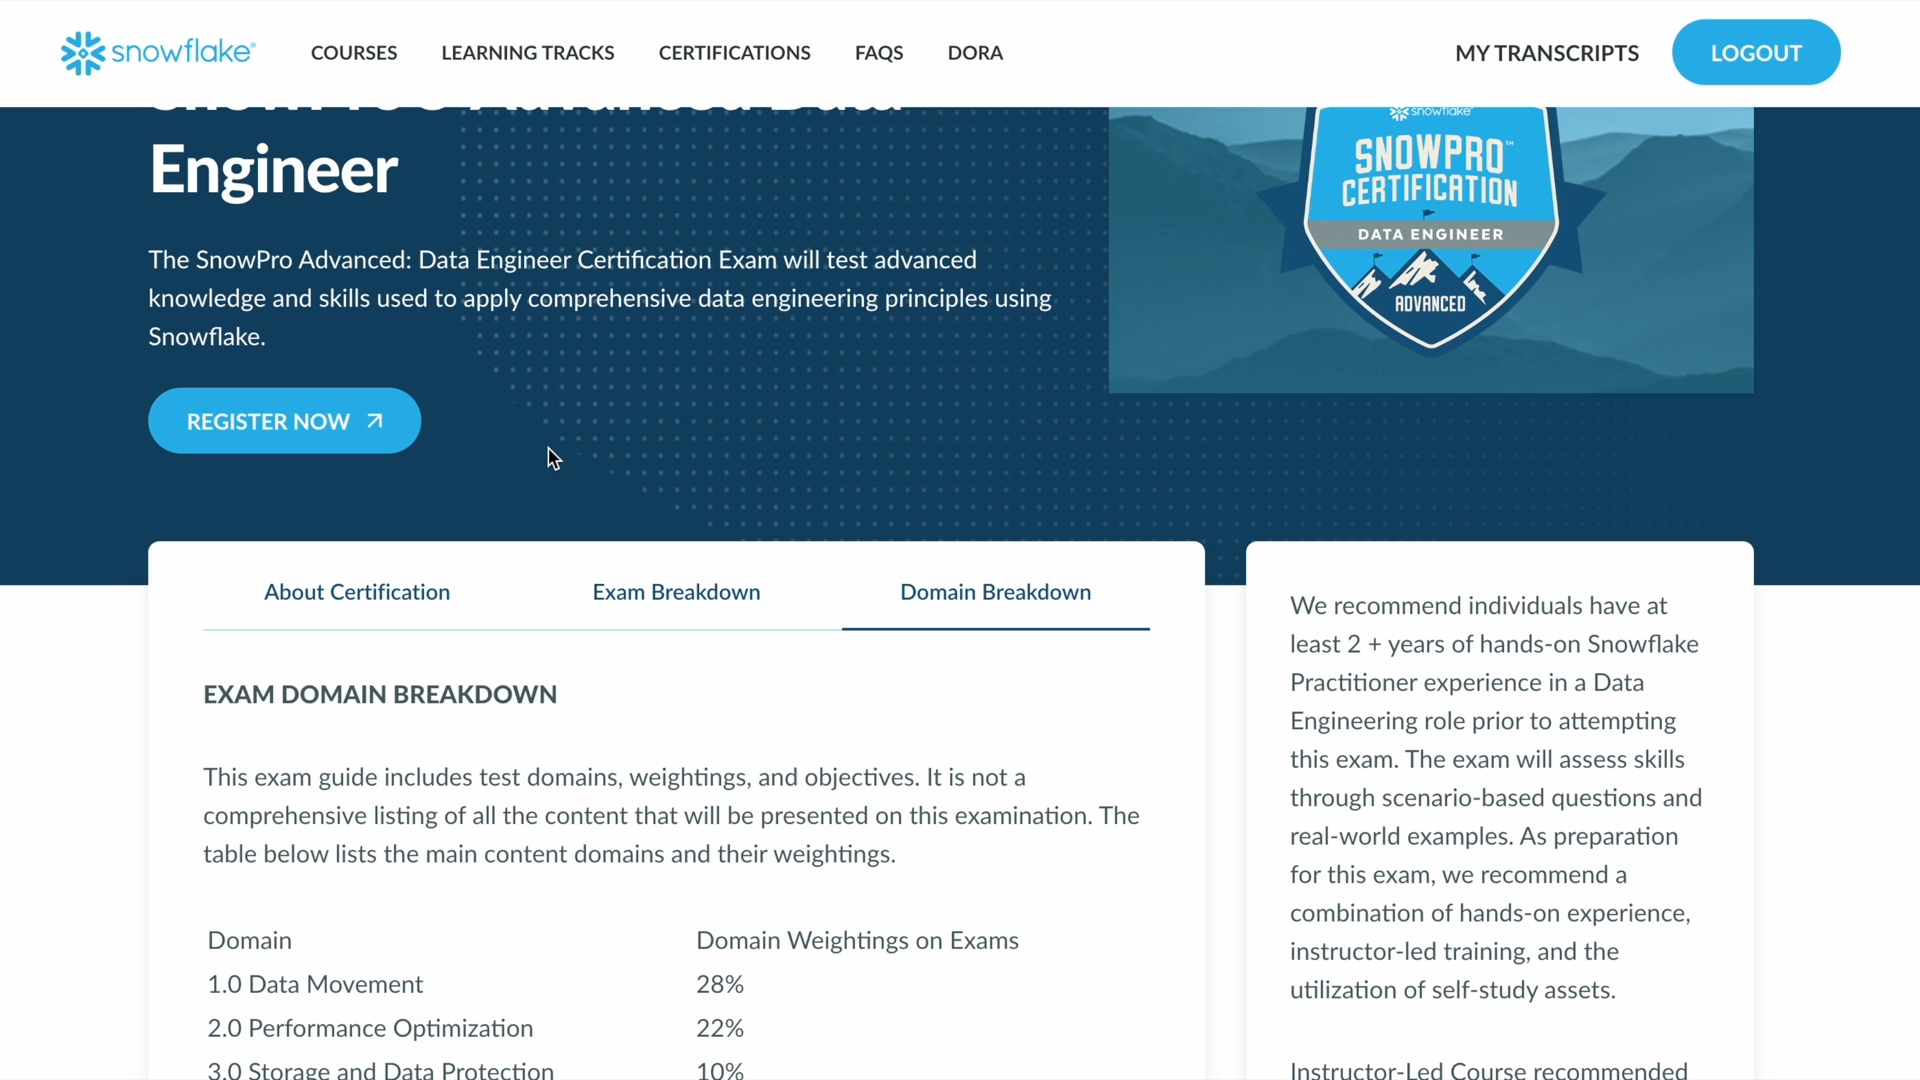 snowflake
COURSES
LEARNING TRACKS
CERTIFICATIONS
FAQS
DORA
MY TRANSCRIPTS
LOGOUT
Advanced Data
Engineer
The SnowPro Advanced: Data Engineer Certification Exam will test advanced
knowledge and skills used to apply comprehensive data engineering principles using
Snowflake.
REGISTER NOW
snowflake
SNOWPRO™
CERTIFICATION
DATA ENGINEER
ADVANCED
About Certification
Exam Breakdown
Domain Breakdown
EXAM DOMAIN BREAKDOWN
This exam guide includes test domains, weightings, and objectives. It is not a
comprehensive listing of all the content that will be presented on this examination. The
table below lists the main content domains and their weightings.
Domain Domain Weightings on Exams
1.0 Data Movement 28%
2.0 Performance Optimization 22%
3.0 Storage and Data Protection 10%
We recommend individuals have at
least 2 + years of hands-on Snowflake
Practitioner experience in a Data
Engineering role prior to attempting
this exam. The exam will assess skills
through scenario-based questions and
real-world examples. As preparation
for this exam, we recommend a
combination of hands-on experience,
instructor-led training, and the
utilization of self-study assets.
Instructor-Led Course recommended